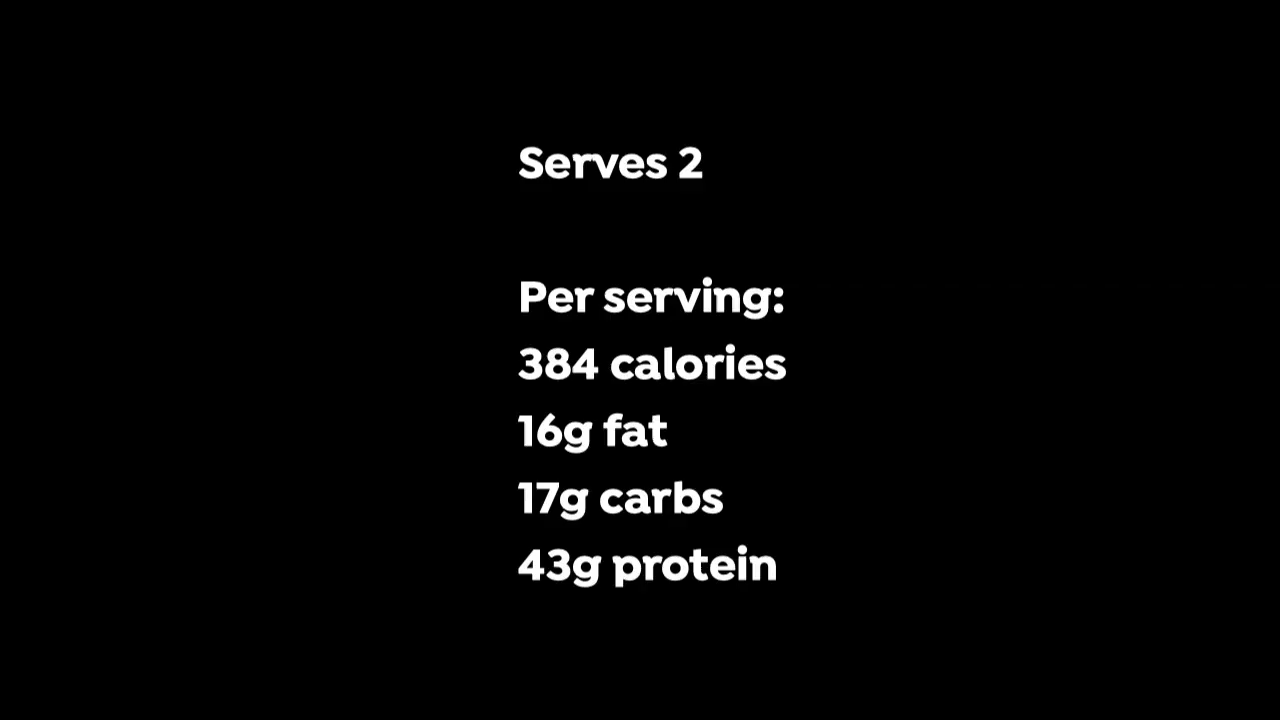 Serves 2
Per serving:
384 calories
16g fat
17g carbs
43g protein